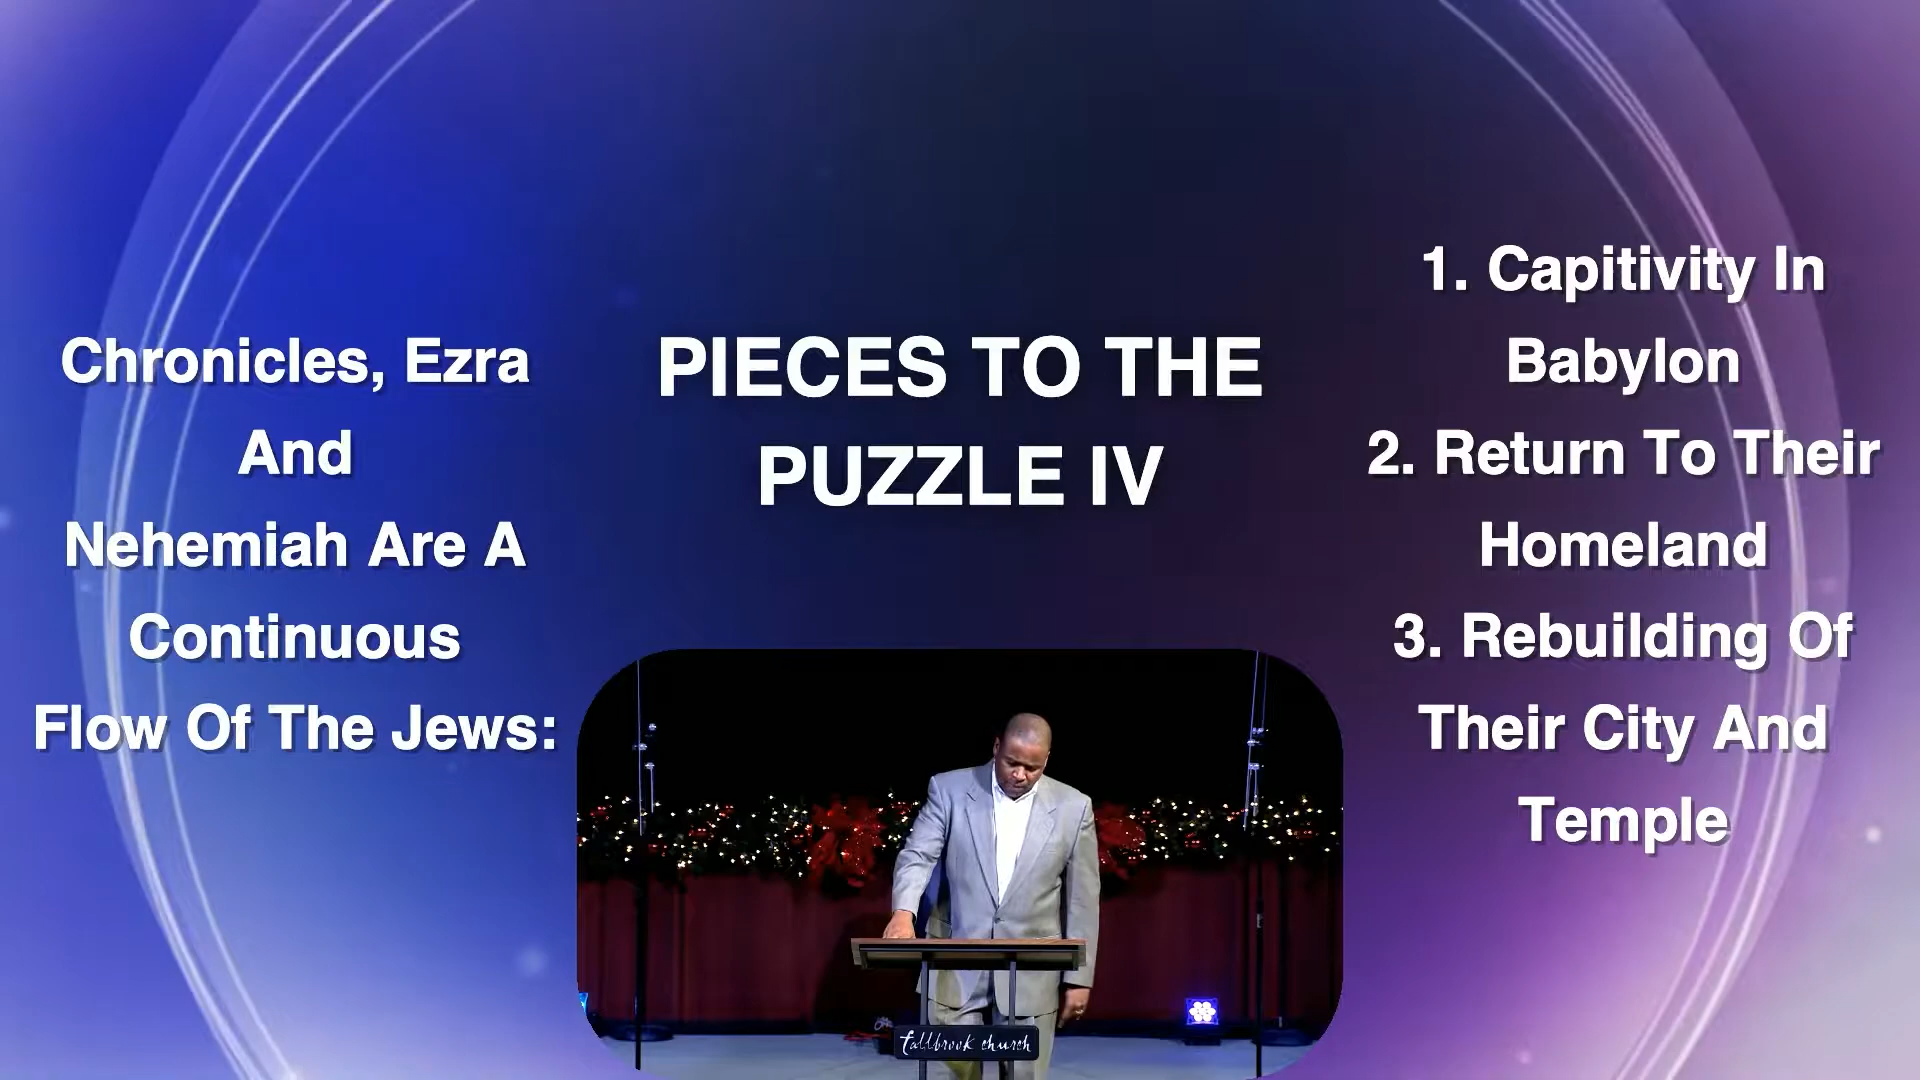 Chronicles, Ezra
And
Nehemiah Are A
Continuous
Flow Of The Jews:
PIECES TO THE
PUZZLE IV
1. Capitivity In
Babylon
2. Return To Their
Homeland
3. Rebuilding Of
Their City And
Temple
fallbrook church